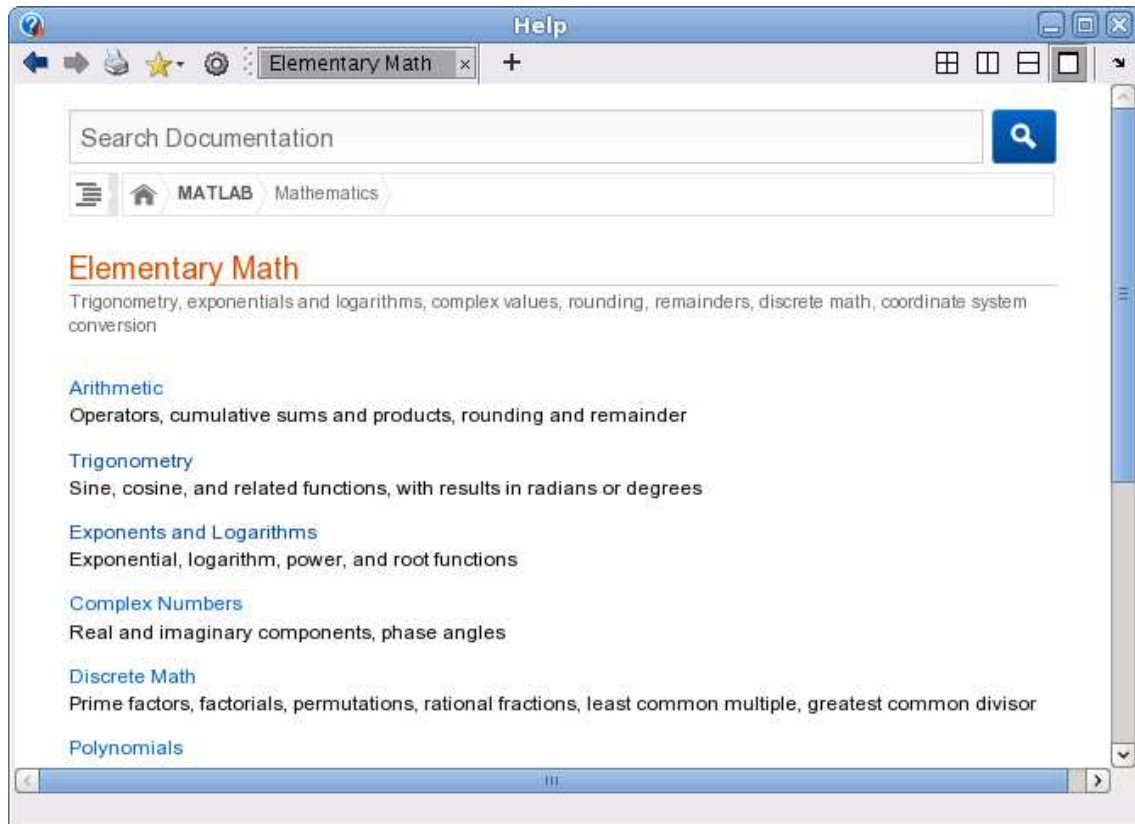 Help
Elementary Math
Search Documentation
MATLAB Mathematics
Elementary Math
Trigonometry, exponentials and logarithms, complex values, rounding, remainders, discrete math, coordinate system
conversion
Arithmetic
Operators, cumulative sums and products, rounding and remainder
Trigonometry
Sine, cosine, and related functions, with results in radians or degrees
Exponents and Logarithms
Exponential, logarithm, power, and root functions
Complex Numbers
Real and imaginary components, phase angles
Discrete Math
Prime factors, factorials, permutations, rational fractions, least common multiple, greatest common divisor
Polynomials